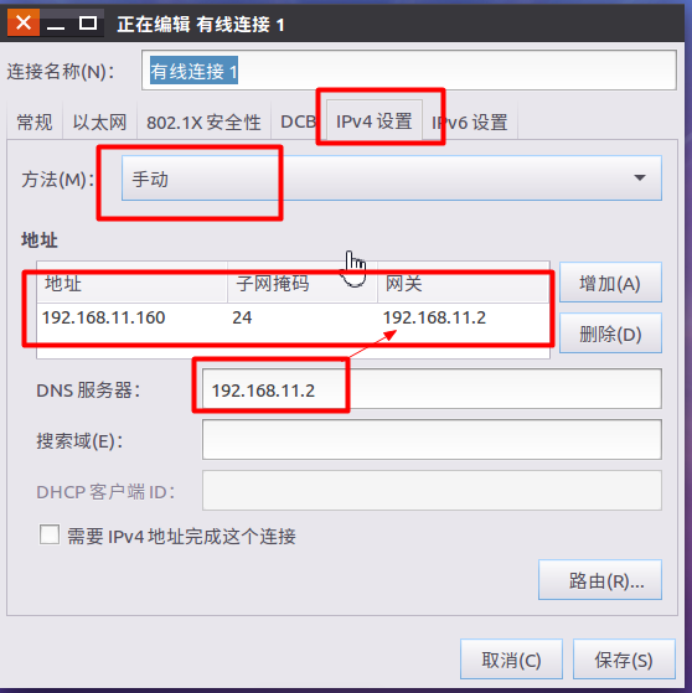 正在编辑 有线连接 1
连接名称(N): 有线连接 1
常规 以太网 802.1X 安全性 DCB IPv4 设置 IPv6 设置
方法(M): 手动
地址
地址 子网掩码 网关 增加(A)
192.168.11.160 24 192.168.11.2
删除(D)
DNS 服务器: 192.168.11.2
搜索域(E):
DHCP 客户端 ID:
需要 IPv4 地址完成这个连接
路由(R)...
取消(C) 保存(S)